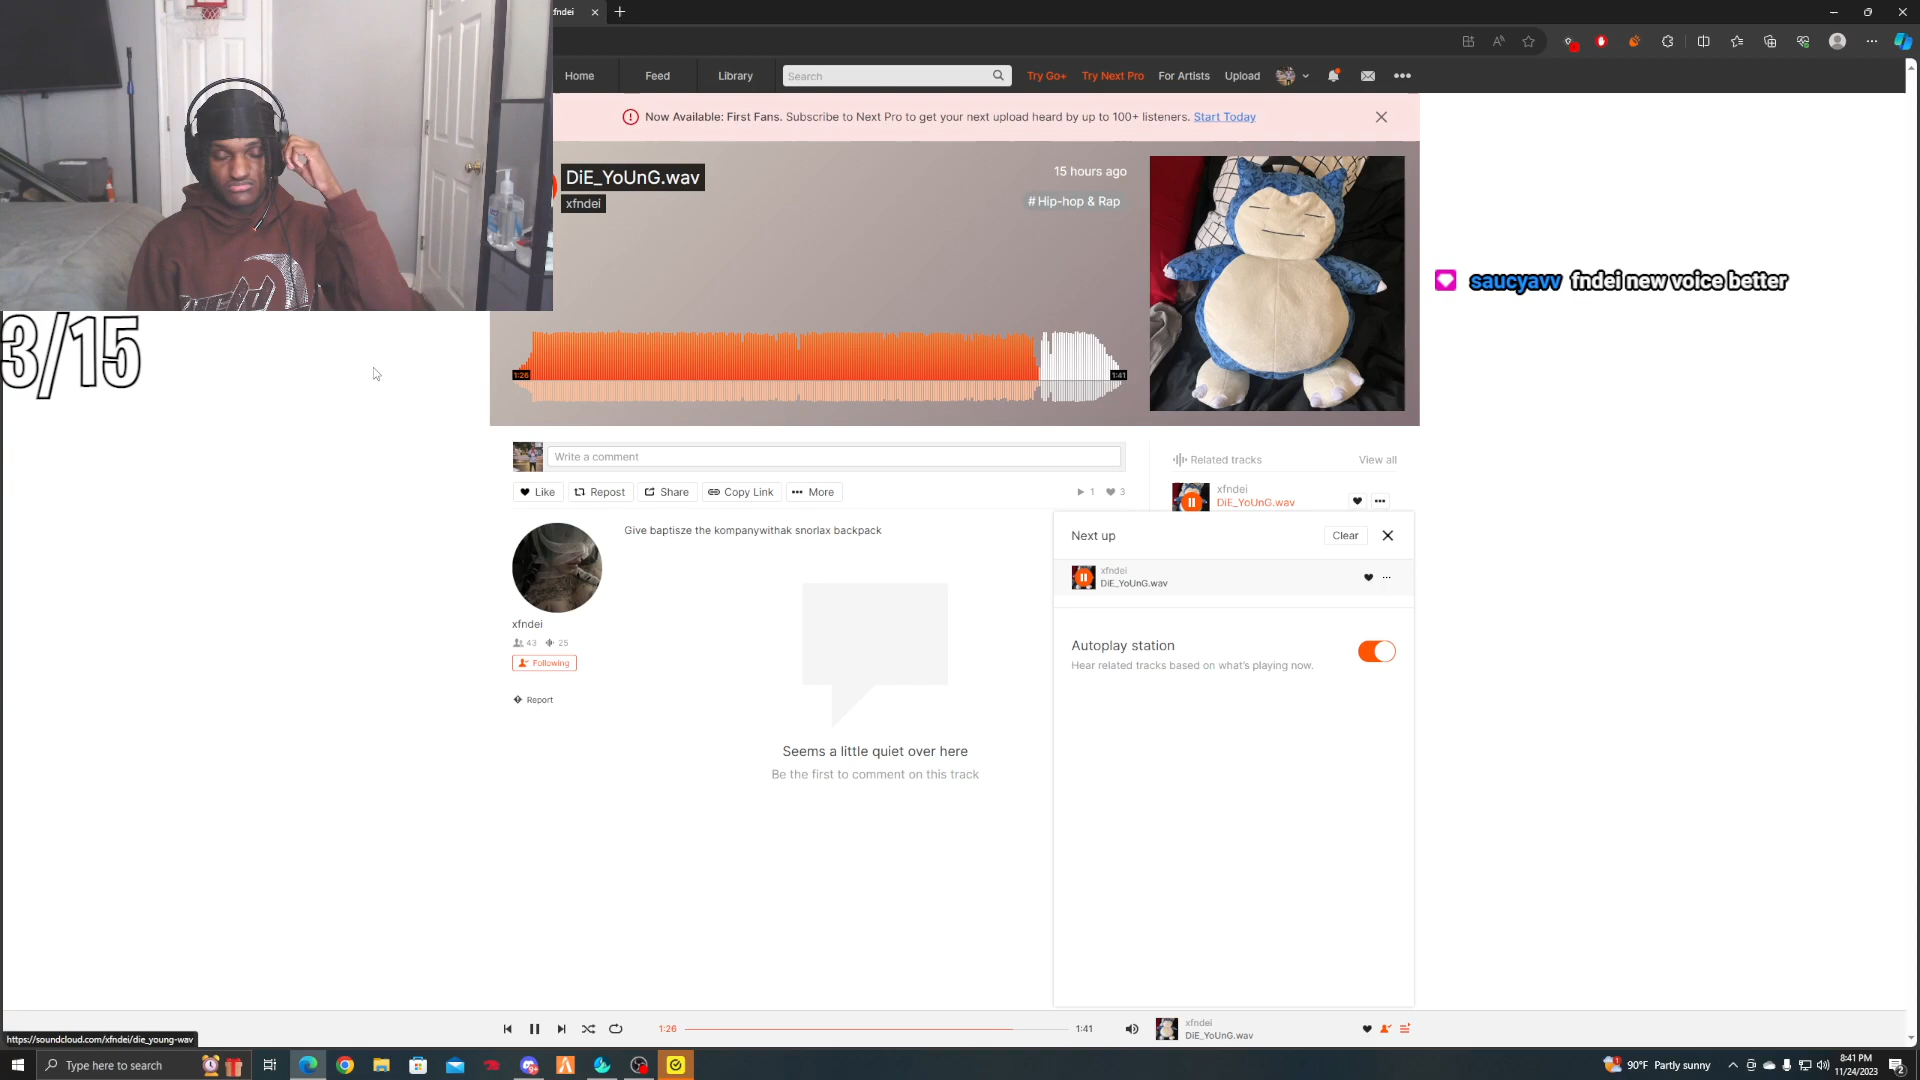 fndei
Home
Feed
Library
Search
Try Go+
Try Next Pro
For Artists
Upload
Now Available: First Fans. Subscribe to Next Pro to get your next upload heard by up to 100+ listeners. Start Today
DiE_YoUnG.wav
xfndei
15 hours ago
# Hip-hop & Rap
saucyavv fndei new voice better
3/15
1:26
1:41
Write a comment
Like
Repost
Share
Copy Link
More
1
3
Related tracks
View all
xfndei
DiE_YoUnG.wav
Give baptisze the kompanywithak snorlax backpack
xfndei
43
25
Following
Report
Seems a little quiet over here
Be the first to comment on this track
Next up
Clear
xfndei
DiE_YoUnG.wav
Autoplay station
Hear related tracks based on what's playing now.
1:26
1:41
xfndei
DiE_YoUnG.wav
https://soundcloud.com/xfndei/die_young-wav
Type here to search
90°F Partly sunny
8:41 PM
11/24/2023
2